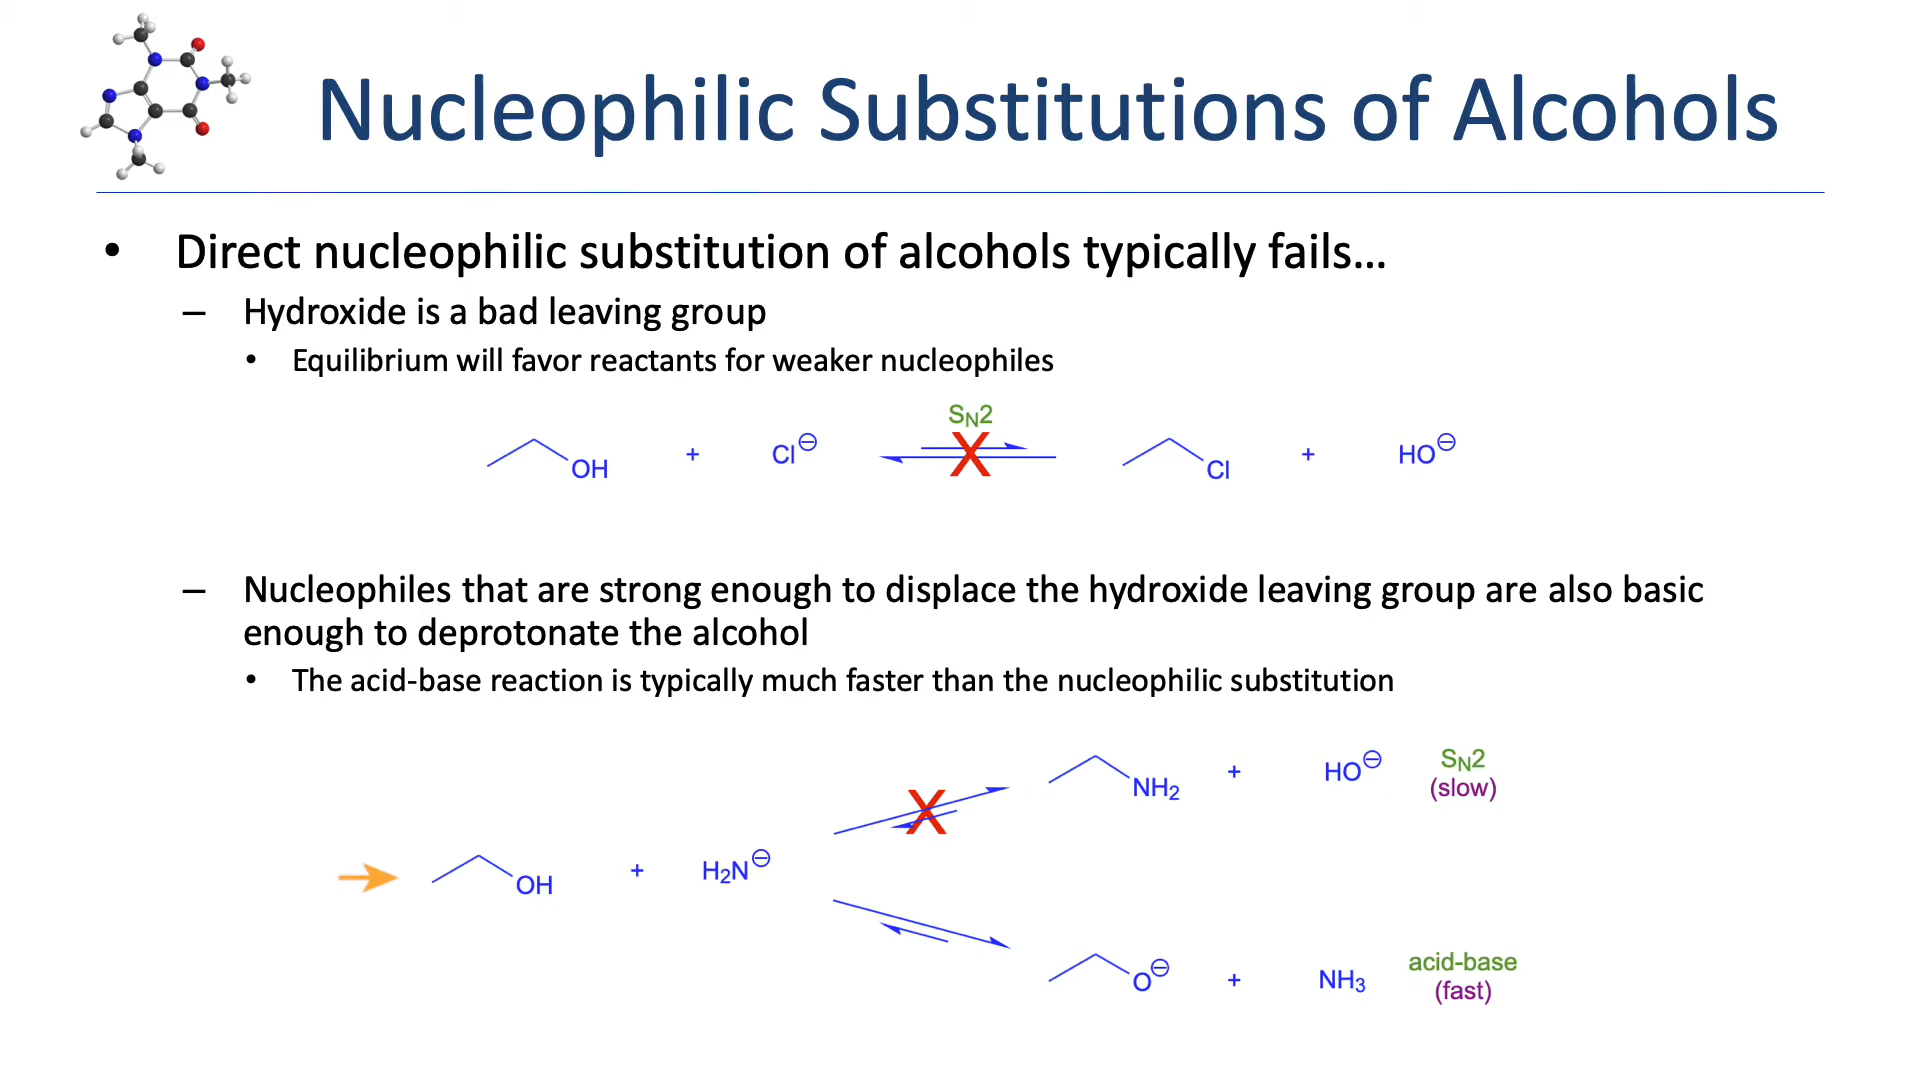 Nucleophilic Substitutions of Alcohols
• Direct nucleophilic substitution of alcohols typically fails...
– Hydroxide is a bad leaving group
• Equilibrium will favor reactants for weaker nucleophiles
SN2
X
OH + Cl⊖ Cl + HO⊖
– Nucleophiles that are strong enough to displace the hydroxide leaving group are also basic
enough to deprotonate the alcohol
• The acid-base reaction is typically much faster than the nucleophilic substitution
X NH2 + HO⊖ SN2
(slow)
OH + H2N⊖
O⊖ + NH3 acid-base
(fast)